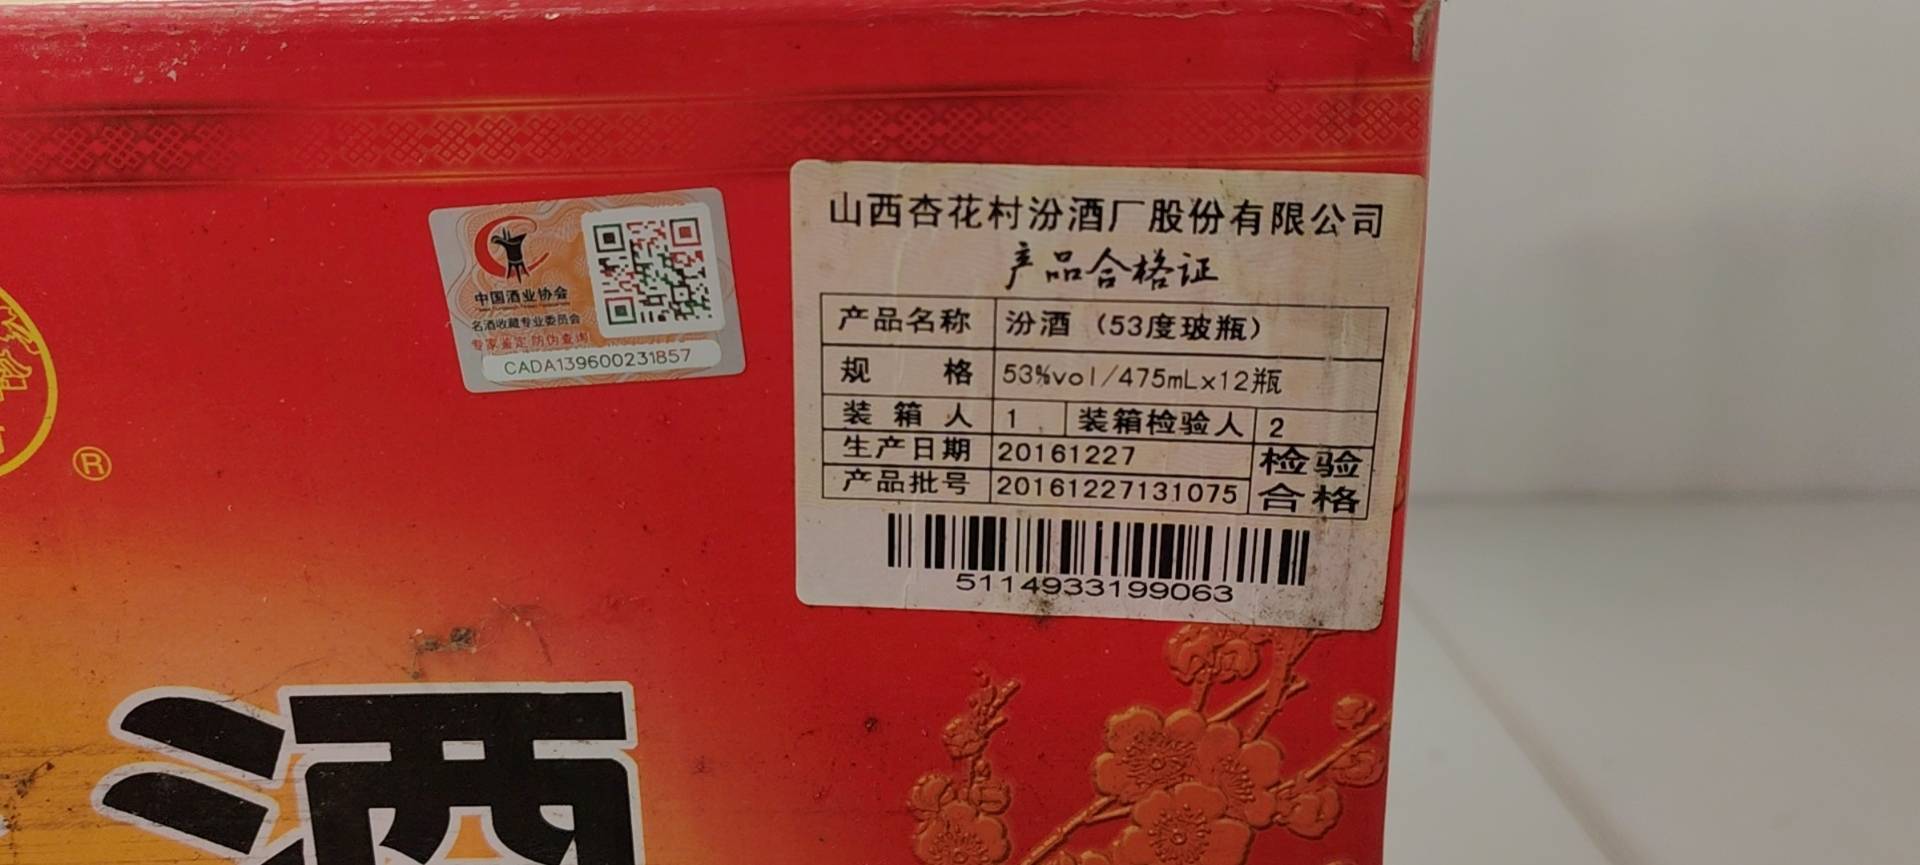 中国酒业协会
名酒收藏专业委员会
专家鉴定 防伪查询
CADA139600231857
®
山西杏花村汾酒厂股份有限公司
产品合格证
产品名称 汾酒（53度玻瓶）
规 格 53%vol/475mLx12瓶
装箱人 1 装箱检验人 2
生产日期 20161227 检验
产品批号 20161227131075 合格
5114933199063
酒